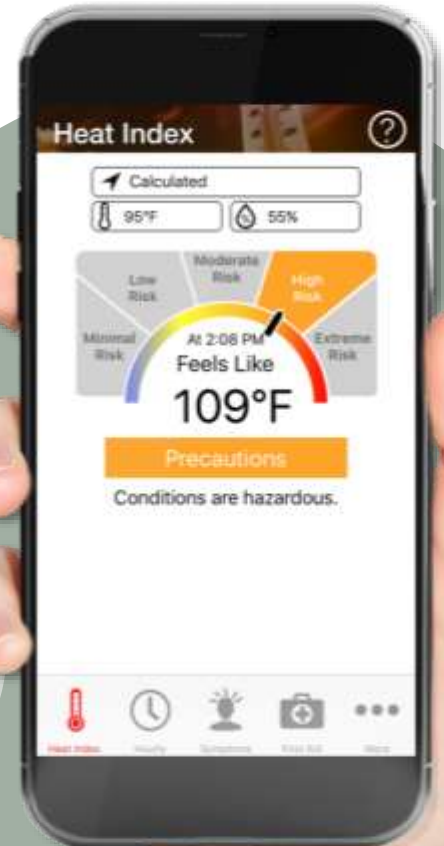 Heat Index
?
Calculated
95°F 55%
Minimal Risk
Low Risk
Moderate Risk
High Risk
Extreme Risk
At 2:08 PM
Feels Like
109°F
Precautions
Conditions are hazardous.
Heat Index Hourly Symptoms First Aid More